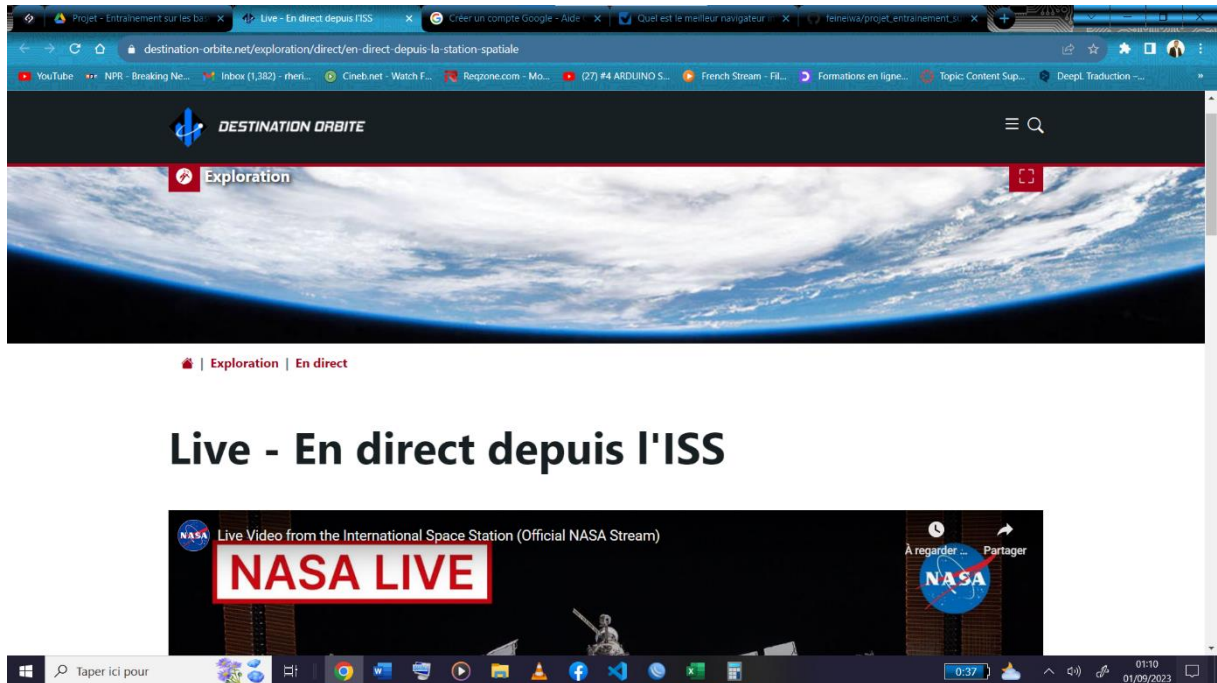 Projet - Entraînement sur les ba
Live - En direct depuis l'ISS
Créer un compte Google - Aide
Quel est le meilleur navigateur
feineiwa/projet_entrainement_su
destination-orbite.net/exploration/direct/en-direct-depuis-la-station-spatiale
YouTube
NPR - Breaking Ne...
Inbox (1,382) - rheri...
Cineb.net - Watch F...
Reqzone.com - Mo...
(27) #4 ARDUINO S...
French Stream - Fil...
Formations en ligne...
Topic: Content Sup...
DeepL Traduction –...
DESTINATION ORBITE
Exploration
| Exploration | En direct
Live - En direct depuis l'ISS
NASA
Live Video from the International Space Station (Official NASA Stream)
À regarder ...
Partager
NASA LIVE
NASA
Taper ici pour
0:37
01:10
01/09/2023